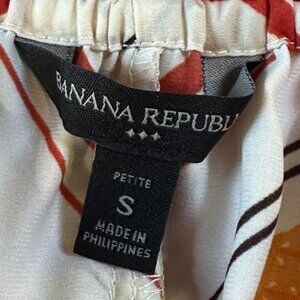 BANANA REPUBLI
PETITE
S
MADE IN
PHILIPPINES